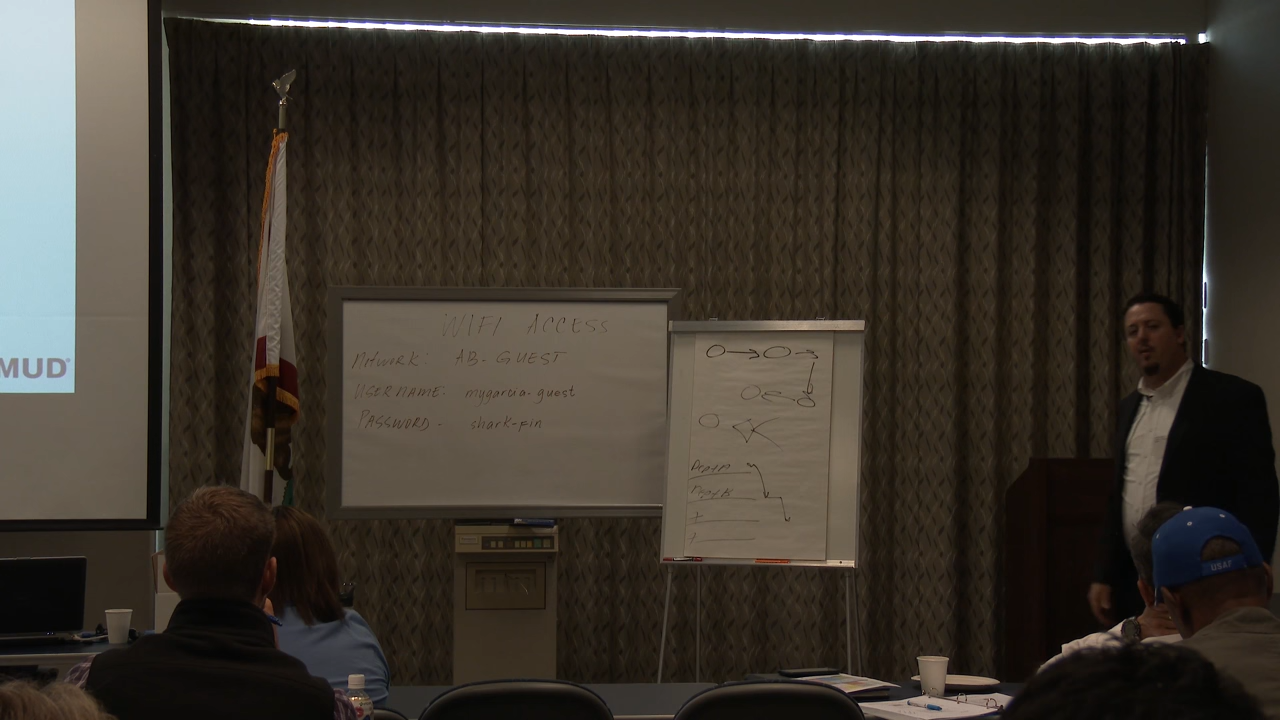 MUD
WIFI ACCESS
Network: AB-GUEST
USERNAME: mygarcia-guest
PASSWORD - shark-fin
USAF